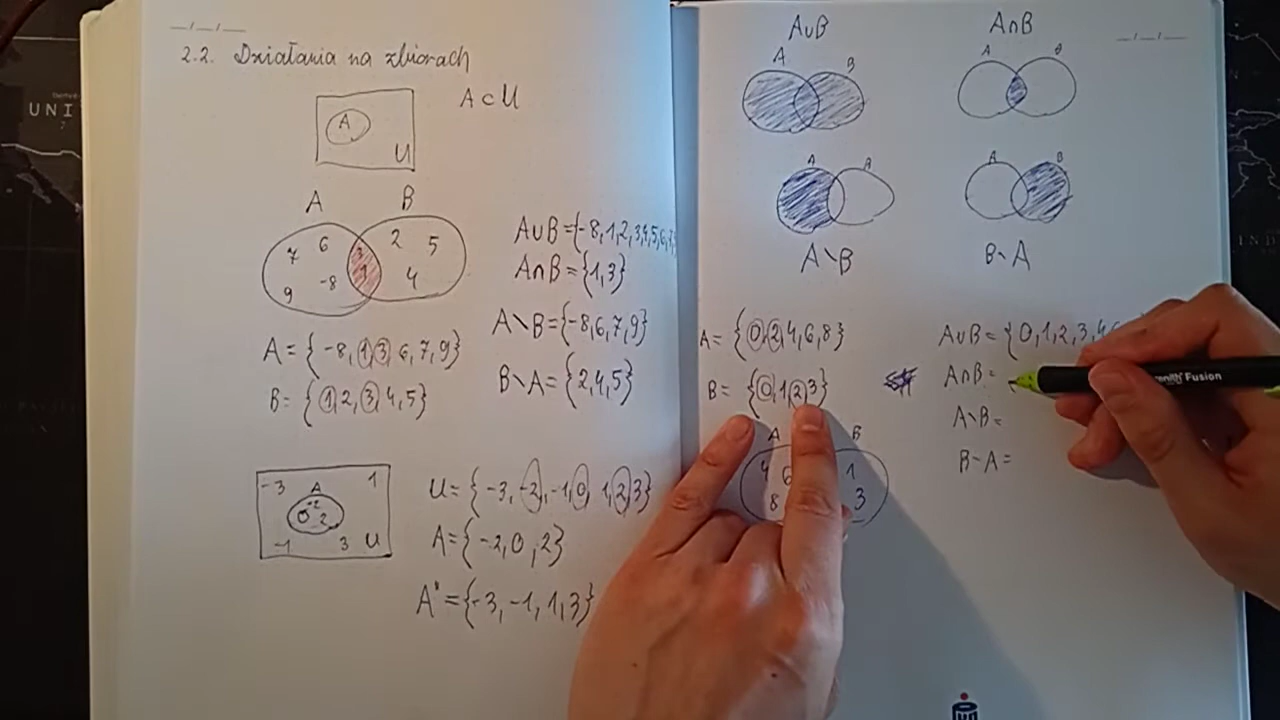 2.2. Działania na zbiorach
A ⊂ U
A
U
A B
7 6 3 2 5
9 -8 1 4
A∪B = {-8, 1, 2, 3, 4, 5, 6, 7,
A∩B = {1, 3}
A\B = {-8, 6, 7, 9}
B\A = {2, 4, 5}
A = { -8, 1, 3, 6, 7, 9}
B = { 1, 2, 3, 4, 5}
-3 A 1
0 -2 2
-1 3 U
U = { -3, -2, -1, 0, 1, 2, 3}
A = { -2, 0, 2}
A' = {-3, -1, 1, 3}
A∪B A∩B
A B A B
A A A B
A\B B\A
A = {0, 2, 4, 6, 8}
B = {0, 1, 2, 3}
A B
4 6 1
8 3
A∪B = {0, 1, 2, 3, 4, 6
A∩B =
A\B =
B\A =
UNI
Fusion